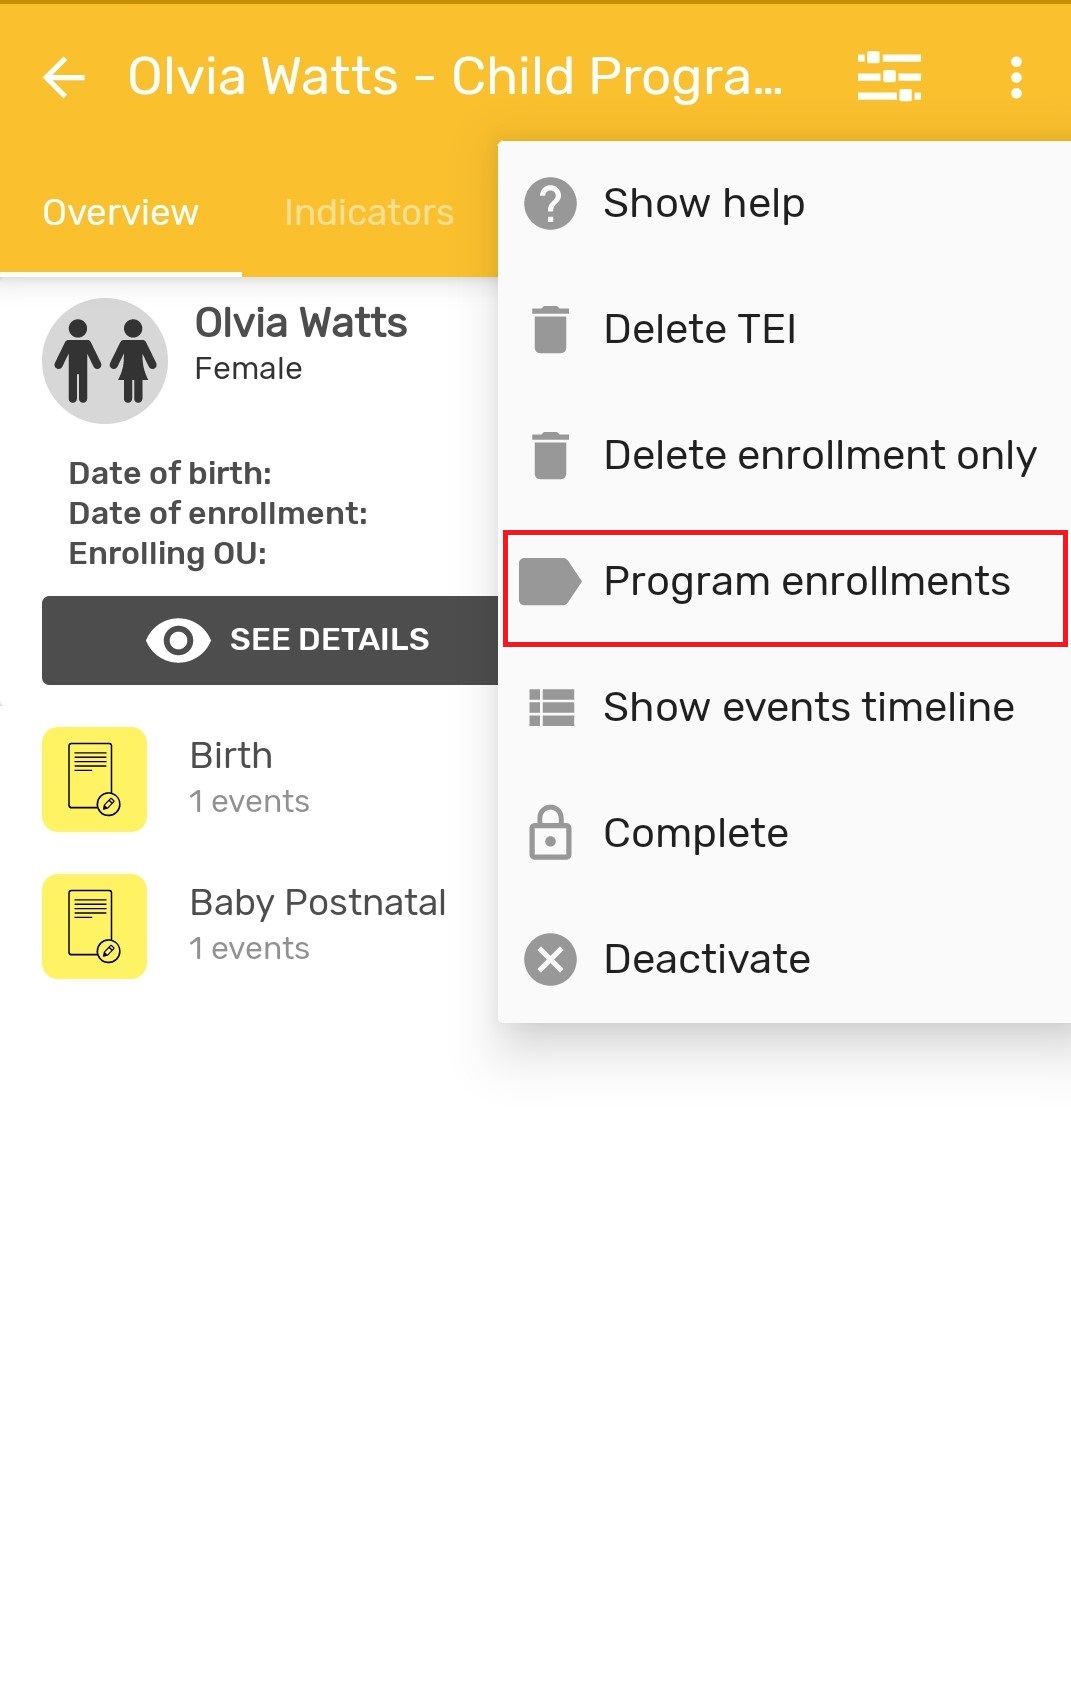 Olvia Watts - Child Progra...
Overview
Indicators
Olvia Watts
Female
Date of birth:
Date of enrollment:
Enrolling OU:
SEE DETAILS
Birth
1 events
Baby Postnatal
1 events
Show help
Delete TEI
Delete enrollment only
Program enrollments
Show events timeline
Complete
Deactivate